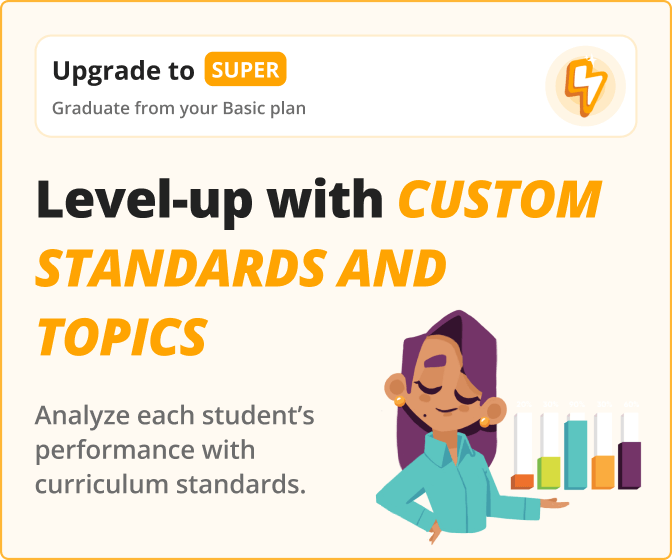 Upgrade to SUPER
Graduate from your Basic plan
Level-up with CUSTOM
STANDARDS AND
TOPICS
Analyze each student’s
performance with
curriculum standards.